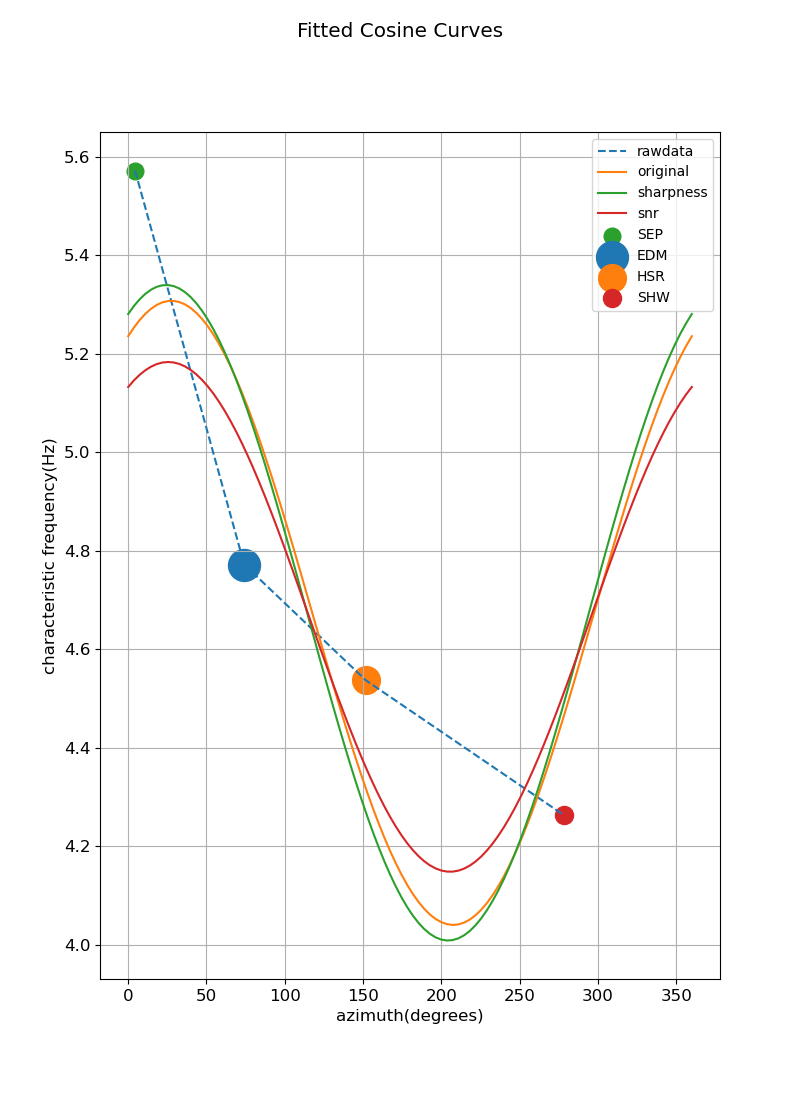 Fitted Cosine Curves
rawdata
original
sharpness
snr
SEP
EDM
HSR
SHW
characteristic frequency(Hz)
5.6
5.4
5.2
5.0
4.8
4.6
4.4
4.2
4.0
0 50 100 150 200 250 300 350
azimuth(degrees)